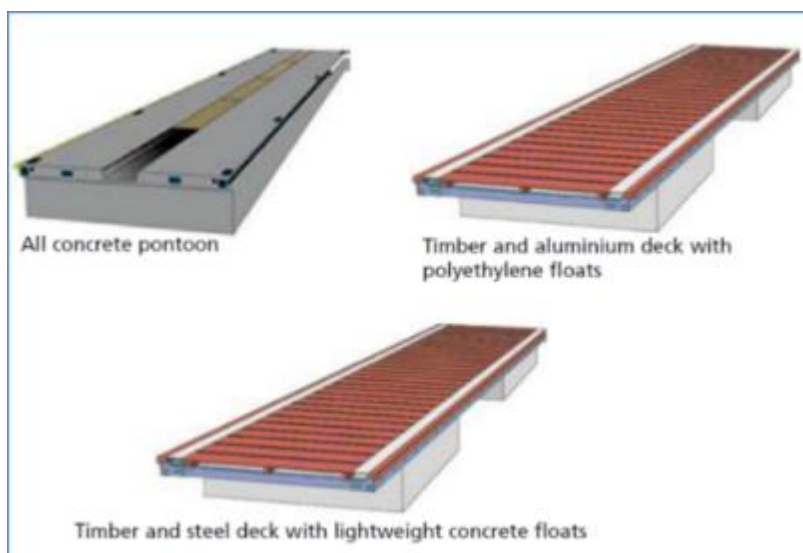 All concrete pontoon
Timber and aluminium deck with
polyethylene floats
Timber and steel deck with lightweight concrete floats